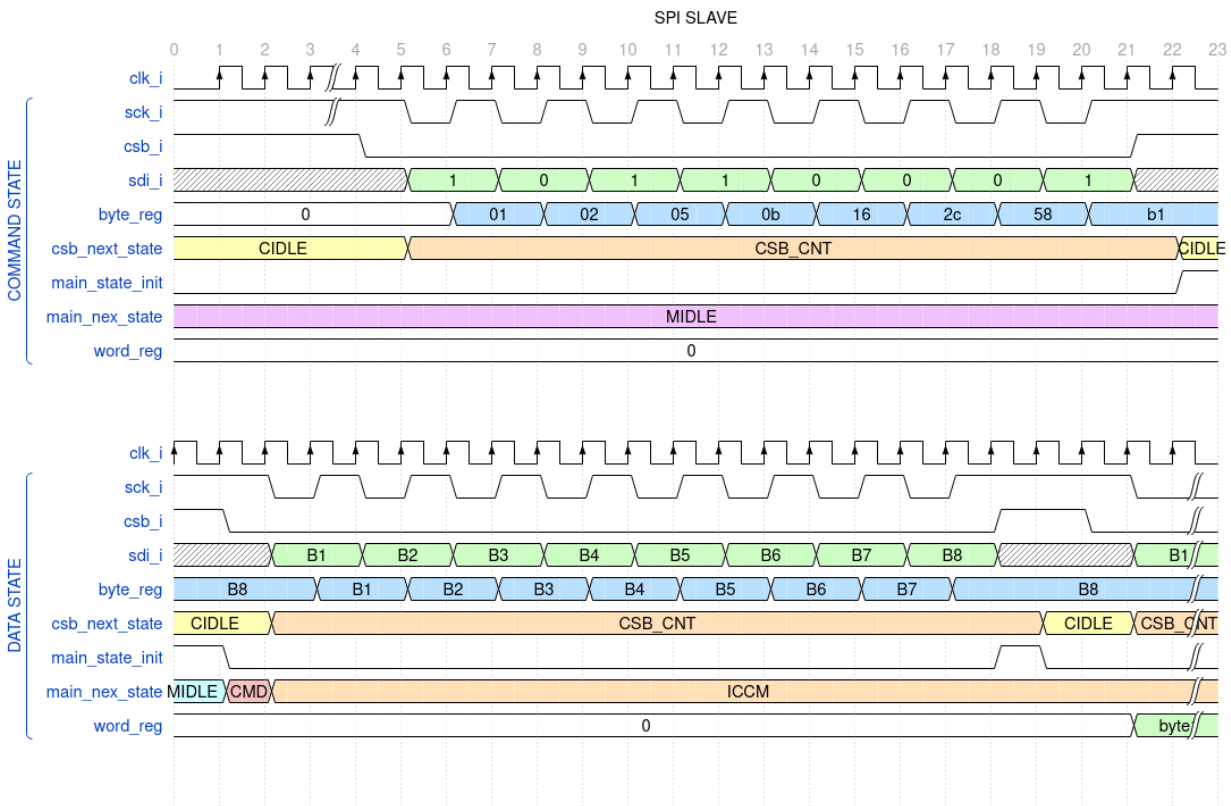 SPI SLAVE
0 1 2 3 4 5 6 7 8 9 10 11 12 13 14 15 16 17 18 19 20 21 22 23
COMMAND STATE
clk_i
sck_i
csb_i
sdi_i 1 0 1 1 0 0 0 1
byte_reg 0 01 02 05 0b 16 2c 58 b1
csb_next_state CIDLE CSB_CNT CIDLE
main_state_init
main_nex_state MIDLE
word_reg 0
DATA STATE
clk_i
sck_i
csb_i
sdi_i B1 B2 B3 B4 B5 B6 B7 B8 B1
byte_reg B8 B1 B2 B3 B4 B5 B6 B7 B8
csb_next_state CIDLE CSB_CNT CIDLE CSB_CNT
main_state_init
main_nex_state MIDLE CMD ICCM
word_reg 0